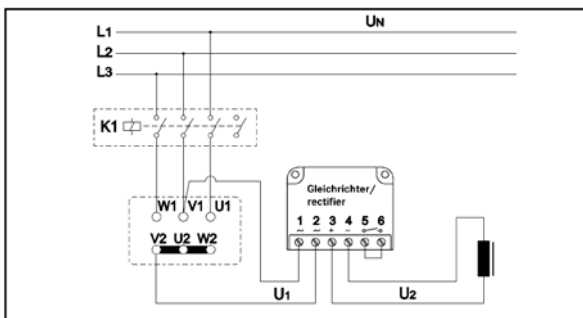 UN
L1
L2
L3
K1
W1 V1 U1
V2 U2 W2
Gleichrichter/
rectifier
1 2 3 4 5 6
~ ~ + −
U1 U2